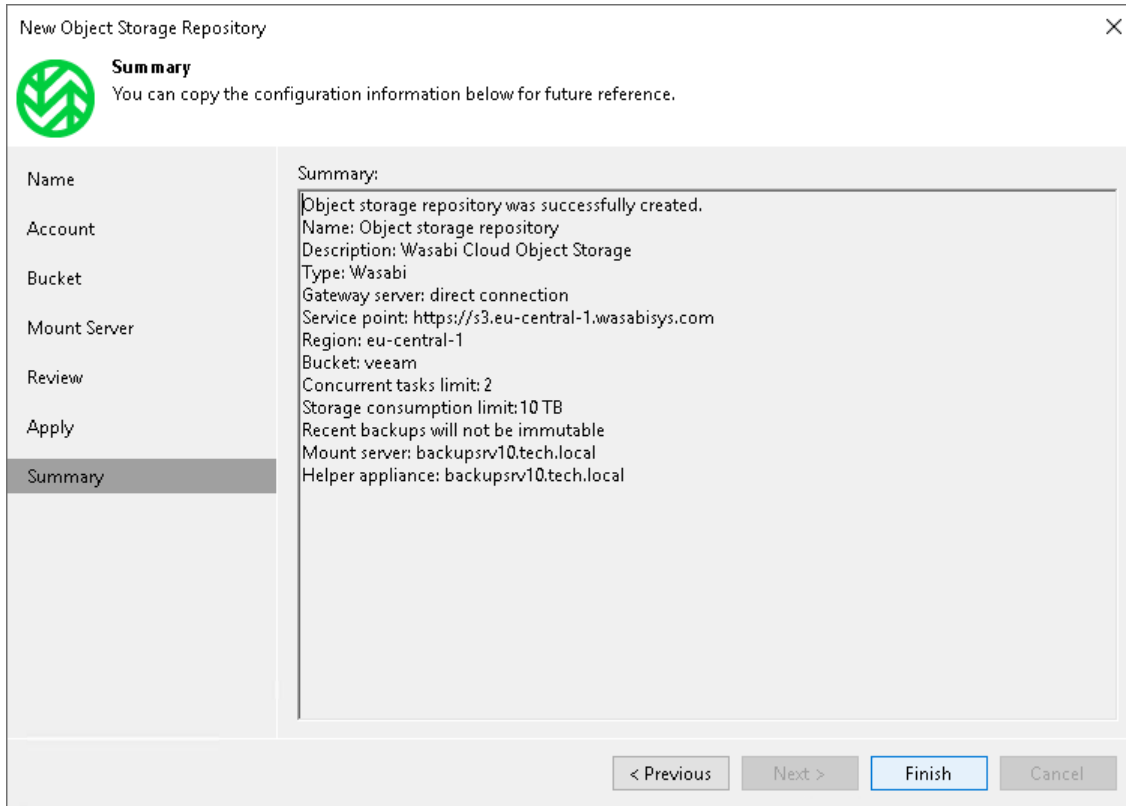 New Object Storage Repository
Summary
You can copy the configuration information below for future reference.
Name
Account
Bucket
Mount Server
Review
Apply
Summary
Summary:
Object storage repository was successfully created.
Name: Object storage repository
Description: Wasabi Cloud Object Storage
Type: Wasabi
Gateway server: direct connection
Service point: https://s3.eu-central-1.wasabisys.com
Region: eu-central-1
Bucket: veeam
Concurrent tasks limit: 2
Storage consumption limit: 10 TB
Recent backups will not be immutable
Mount server: backupsrv10.tech.local
Helper appliance: backupsrv10.tech.local
< Previous
Next >
Finish
Cancel